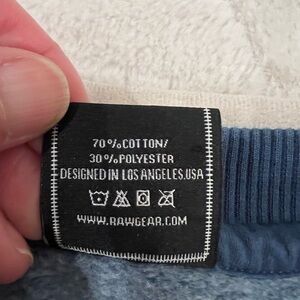 70%COTTON/
30%POLYESTER
DESIGNED IN LOS ANGELES.USA
WWW.RAWGEAR.COM